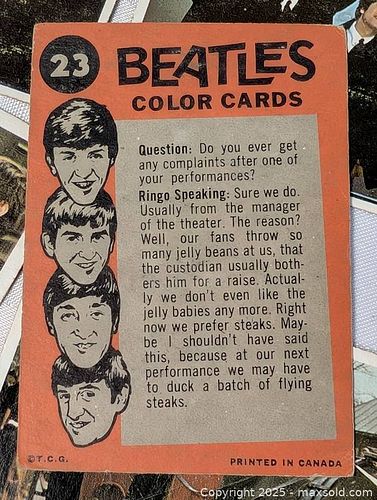 23
BEATLES
COLOR CARDS
Question: Do you ever get
any complaints after one of
your performances?
Ringo Speaking: Sure we do.
Usually from the manager
of the theater. The reason?
Well, our fans throw so
many jelly beans at us, that
the custodian usually both-
ers him for a raise. Actual-
ly we don't even like the
jelly babies any more. Right
now we prefer steaks. May-
be I shouldn't have said
this, because at our next
performance we may have
to duck a batch of flying
steaks.
©T.C.G.
PRINTED IN CANADA
Copyright 2025 - maxsold.com